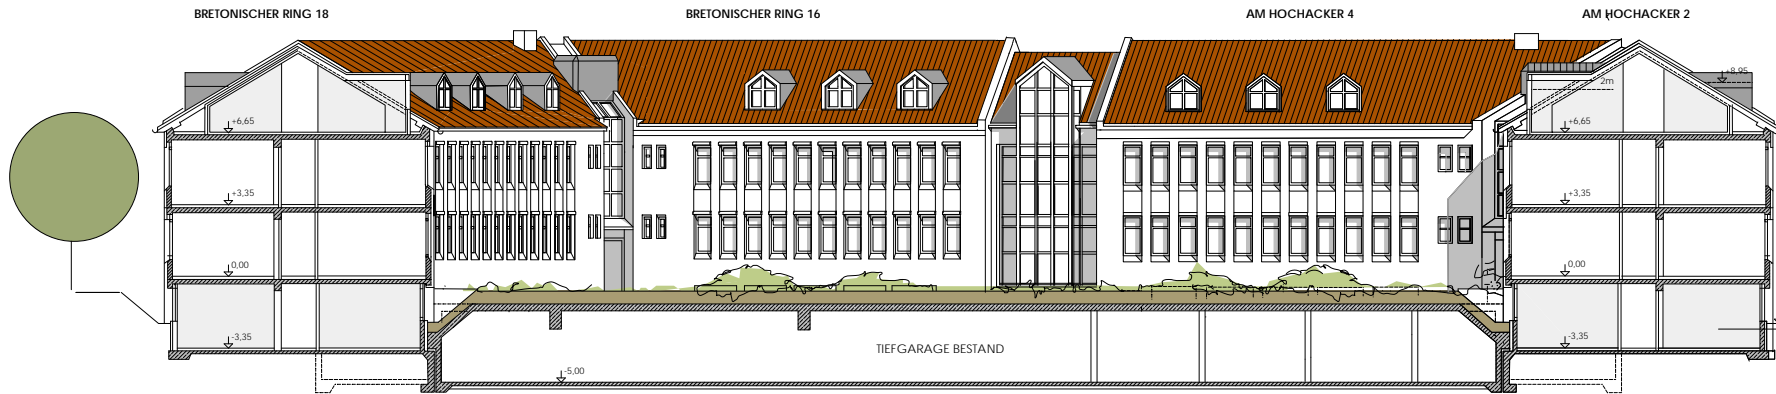 BRETONISCHER RING 18
BRETONISCHER RING 16
AM HOCHACKER 4
AM HOCHACKER 2
+8,95
2m
+6,65
+6,65
+3,35
+3,35
0,00
0,00
-3,35
-3,35
TIEFGARAGE BESTAND
-5,00